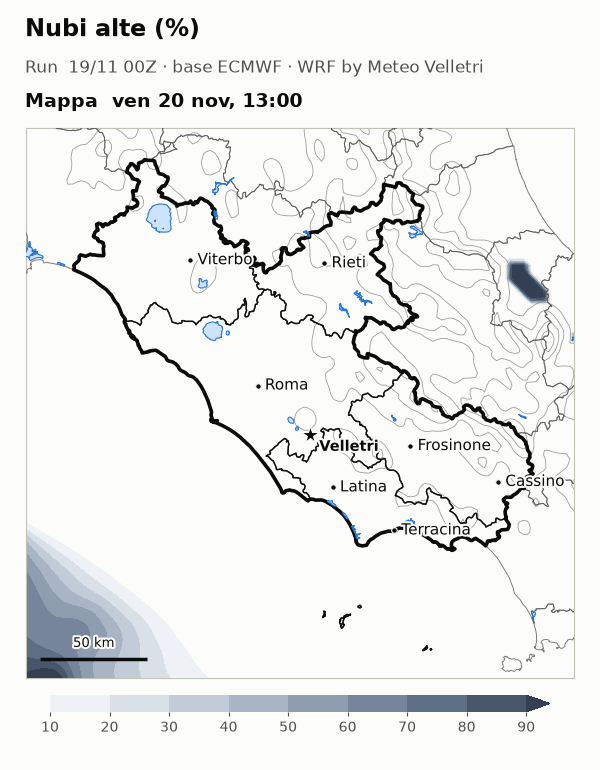 Nubi alte (%)
Run  19/11 00Z · base ECMWF · WRF by Meteo Velletri
Mappa  ven 20 nov, 13:00
Viterbo
Rieti
Roma
Velletri
Frosinone
Cassino
Latina
Terracina
50 km
10 20 30 40 50 60 70 80 90